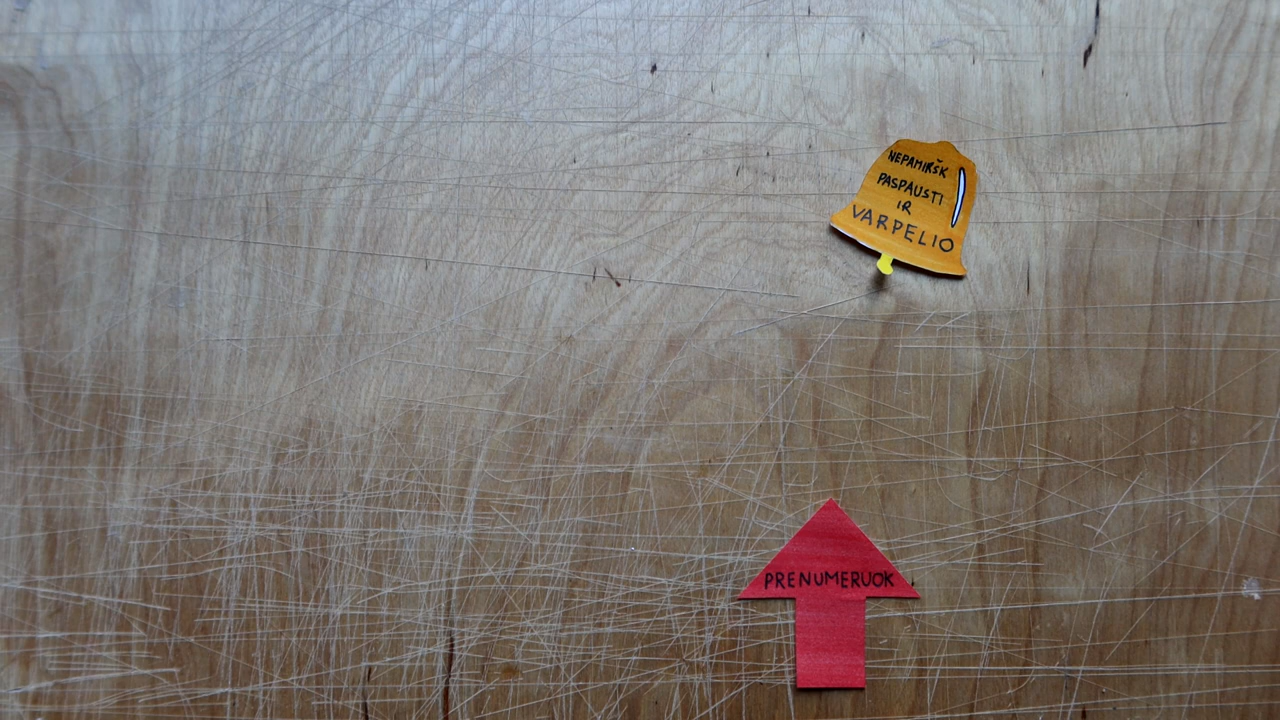 NEPAMIRŠK
PASPAUSTI
IR
VARPELIO
PRENUMERUOK